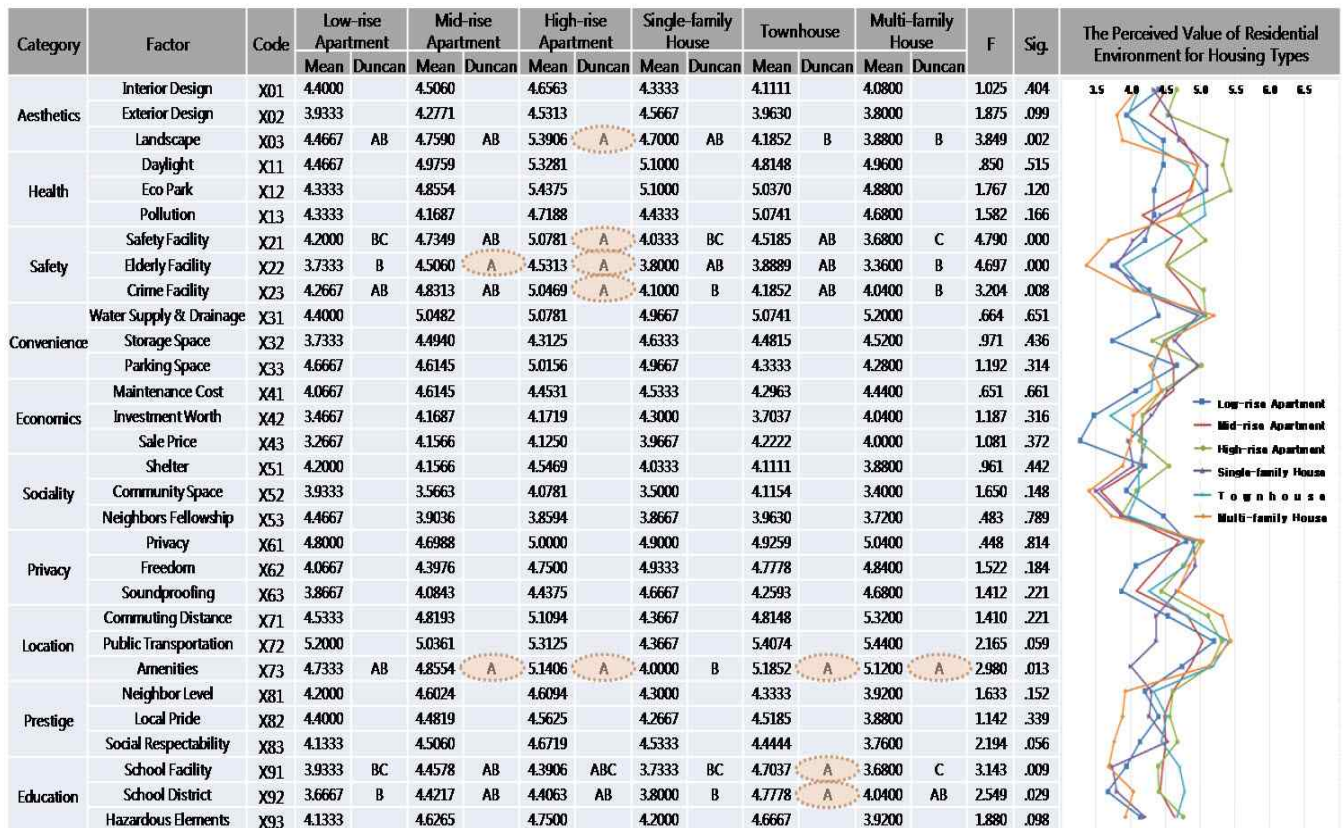 Category Factor Code Low-rise Apartment Mid-rise Apartment High-rise Apartment Single-family House Townhouse Multi-family House F Sig. The Perceived Value of Residential Environment for Housing Types
Mean Duncan Mean Duncan Mean Duncan Mean Duncan Mean Duncan Mean Duncan
3.5 4.0 4.5 5.0 5.5 6.0 6.5
Aesthetics
Interior Design X01 4.4000 4.5060 4.6563 4.3333 4.1111 4.0800 1.025 .404
Exterior Design X02 3.9333 4.2771 4.5313 4.5667 3.9630 3.8000 1.875 .099
Landscape X03 4.4667 AB 4.7590 AB 5.3906 A 4.7000 AB 4.1852 B 3.8800 B 3.849 .002
Health
Daylight X11 4.4667 4.9759 5.3281 5.1000 4.8148 4.9600 .850 .515
Eco Park X12 4.3333 4.8554 5.4375 5.1000 5.0370 4.8800 1.767 .120
Pollution X13 4.3333 4.1687 4.7188 4.4333 5.0741 4.6800 1.582 .166
Safety
Safety Facility X21 4.2000 BC 4.7349 AB 5.0781 A 4.0333 BC 4.5185 AB 3.6800 C 4.790 .000
Elderly Facility X22 3.7333 B 4.5060 A 4.5313 A 3.8000 AB 3.8889 AB 3.3600 B 4.697 .000
Crime Facility X23 4.2667 AB 4.8313 AB 5.0469 A 4.1000 B 4.1852 AB 4.0400 B 3.204 .008
Convenience
Water Supply & Drainage X31 4.4000 5.0482 5.0781 4.9667 5.0741 5.2000 .664 .651
Storage Space X32 3.7333 4.4940 4.3125 4.6333 4.4815 4.5200 .971 .436
Parking Space X33 4.6667 4.6145 5.0156 4.9667 4.3333 4.2800 1.192 .314
Economics
Maintenance Cost X41 4.0667 4.6145 4.4531 4.5333 4.2963 4.4400 .651 .661
Investment Worth X42 3.4667 4.1687 4.1719 4.3000 3.7037 4.0400 1.187 .316
Sale Price X43 3.2667 4.1566 4.1250 3.9667 4.2222 4.0000 1.081 .372
Sociality
Shelter X51 4.2000 4.1566 4.5469 4.0333 4.1111 3.8800 .961 .442
Community Space X52 3.9333 3.5663 4.0781 3.5000 4.1154 3.4000 1.650 .148
Neighbors Fellowship X53 4.4667 3.9036 3.8594 3.8667 3.9630 3.7200 .483 .789
Privacy
Privacy X61 4.8000 4.6988 5.0000 4.9000 4.9259 5.0400 .448 .814
Freedom X62 4.0667 4.3976 4.7500 4.9333 4.7778 4.8400 1.522 .184
Soundproofing X63 3.8667 4.0843 4.4375 4.6667 4.2593 4.6800 1.412 .221
Location
Commuting Distance X71 4.5333 4.8193 5.1094 4.3667 4.8148 5.3200 1.410 .221
Public Transportation X72 5.2000 5.0361 5.3125 4.3667 5.4074 5.4400 2.165 .059
Amenities X73 4.7333 AB 4.8554 A 5.1406 A 4.0000 B 5.1852 A 5.1200 A 2.980 .013
Prestige
Neighbor Level X81 4.2000 4.6024 4.6094 4.3000 4.3333 3.9200 1.633 .152
Local Pride X82 4.4000 4.4819 4.5625 4.2667 4.5185 3.8800 1.142 .339
Social Respectability X83 4.1333 4.5060 4.6719 4.5333 4.4444 3.7600 2.194 .056
Education
School Facility X91 3.9333 BC 4.4578 AB 4.3906 ABC 3.7333 BC 4.7037 A 3.6800 C 3.143 .009
School District X92 3.6667 B 4.4217 AB 4.4063 AB 3.8000 B 4.7778 A 4.0400 AB 2.549 .029
Hazardous Elements X93 4.1333 4.6265 4.7500 4.2000 4.6667 3.9200 1.880 .098
Low-rise Apartment
Mid-rise Apartment
High-rise Apartment
Single-family House
Townhouse
Multi-family House